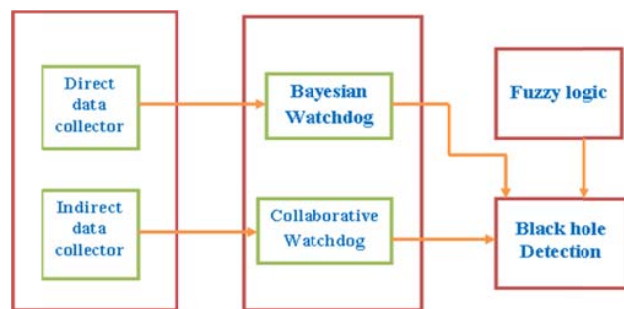 Direct
data
collector
Bayesian
Watchdog
Fuzzy logic
Indirect
data
collector
Collaborative
Watchdog
Black hole
Detection